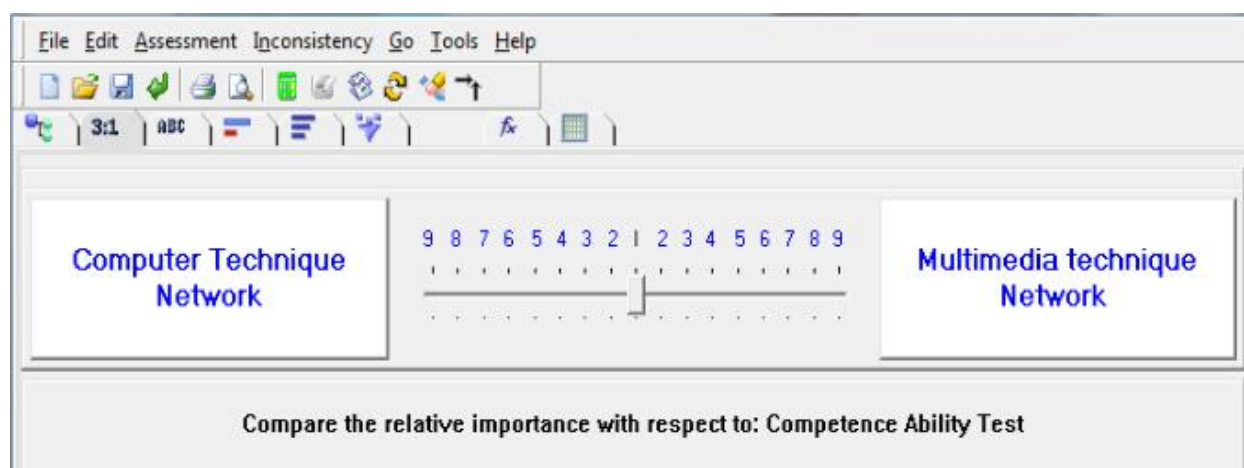 File Edit Assessment Inconsistency Go Tools Help
3:1 ABC fx
Computer Technique
Network
9 8 7 6 5 4 3 2 1 2 3 4 5 6 7 8 9
Multimedia technique
Network
Compare the relative importance with respect to: Competence Ability Test